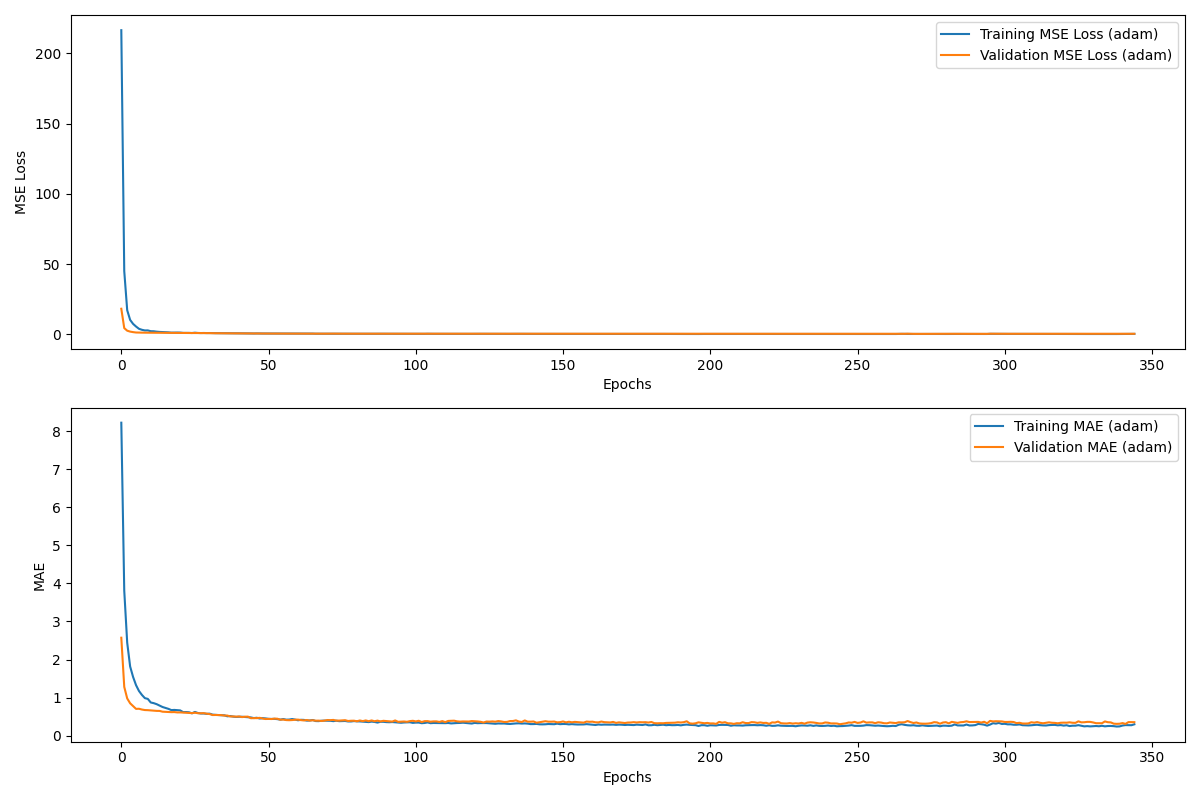 Training MSE Loss (adam)
Validation MSE Loss (adam)
MSE Loss
200
150
100
50
0
0 50 100 150 200 250 300 350
Epochs
Training MAE (adam)
Validation MAE (adam)
MAE
8
7
6
5
4
3
2
1
0
0 50 100 150 200 250 300 350
Epochs